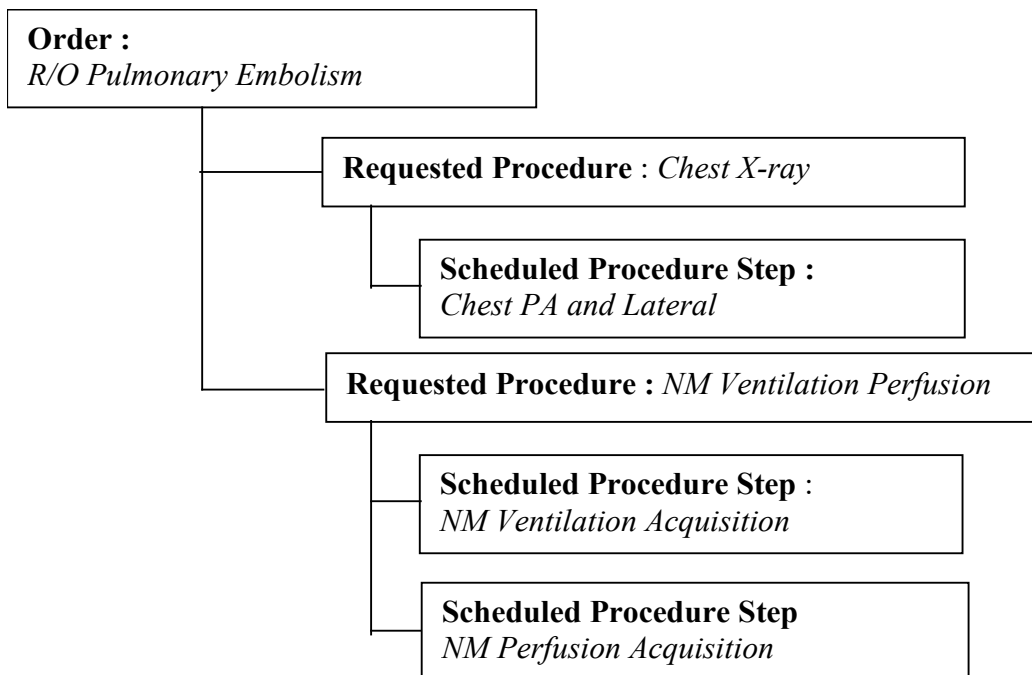 Order :
R/O Pulmonary Embolism
Requested Procedure : Chest X-ray
Scheduled Procedure Step :
Chest PA and Lateral
Requested Procedure : NM Ventilation Perfusion
Scheduled Procedure Step :
NM Ventilation Acquisition
Scheduled Procedure Step
NM Perfusion Acquisition